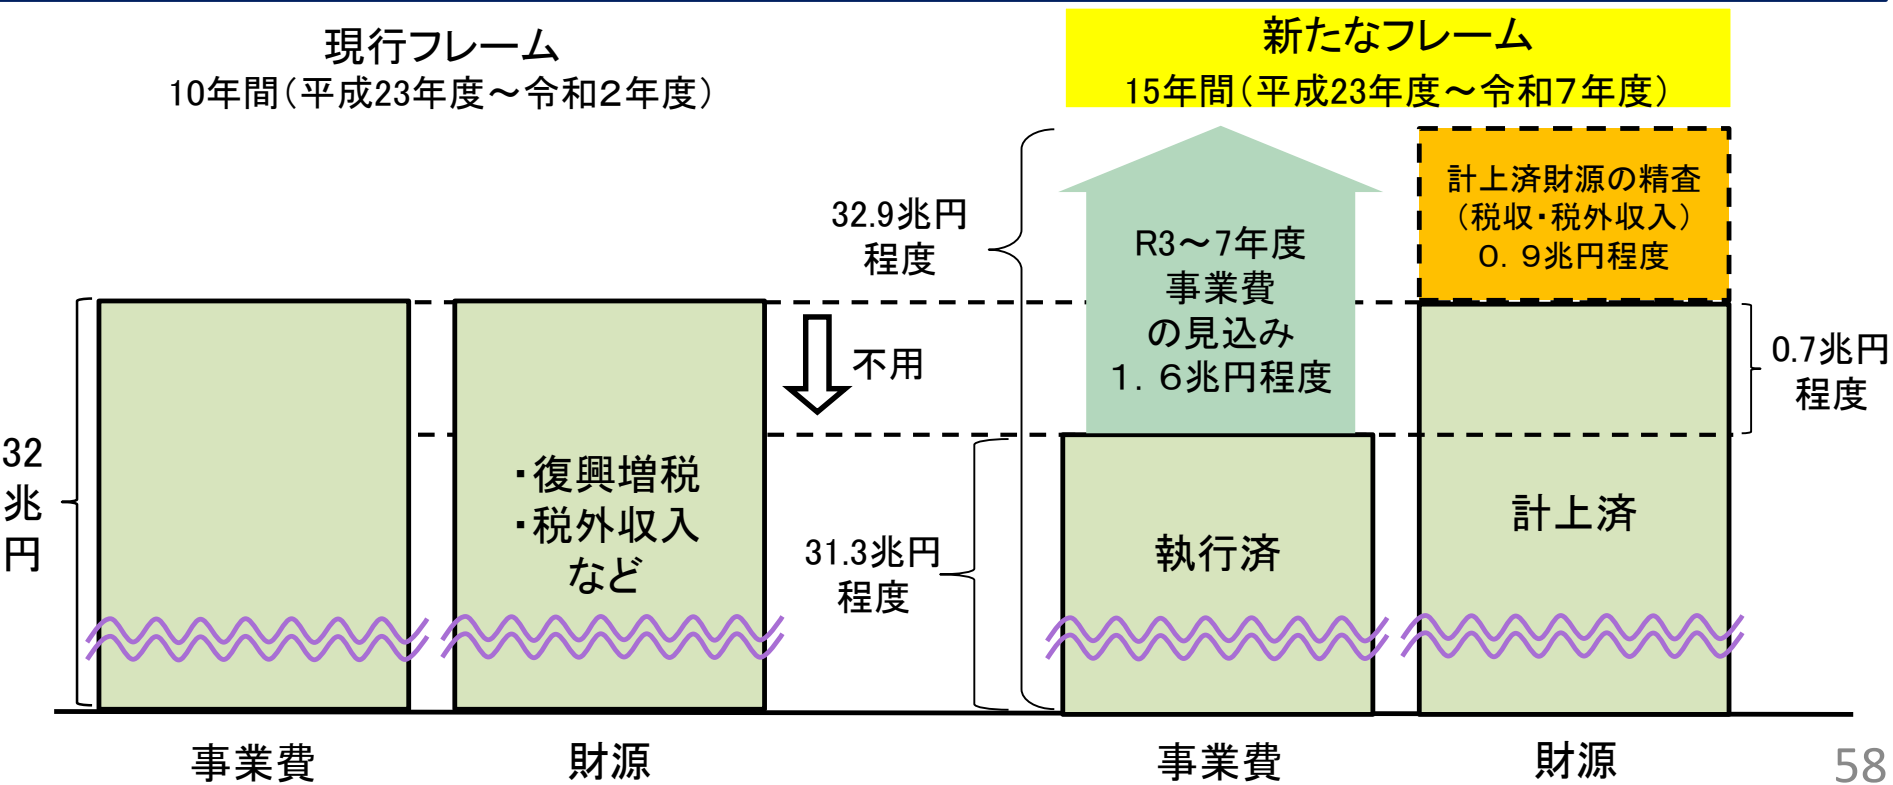 現行フレーム
10年間（平成23年度～令和２年度）
新たなフレーム
15年間（平成23年度～令和７年度）
32
兆
円
・復興増税
・税外収入
など
不用
32.9兆円
程度
31.3兆円
程度
R3～7年度
事業費
の見込み
１．６兆円程度
執行済
計上済財源の精査
（税収・税外収入）
０．９兆円程度
計上済
0.7兆円
程度
事業費
財源
事業費
財源
58